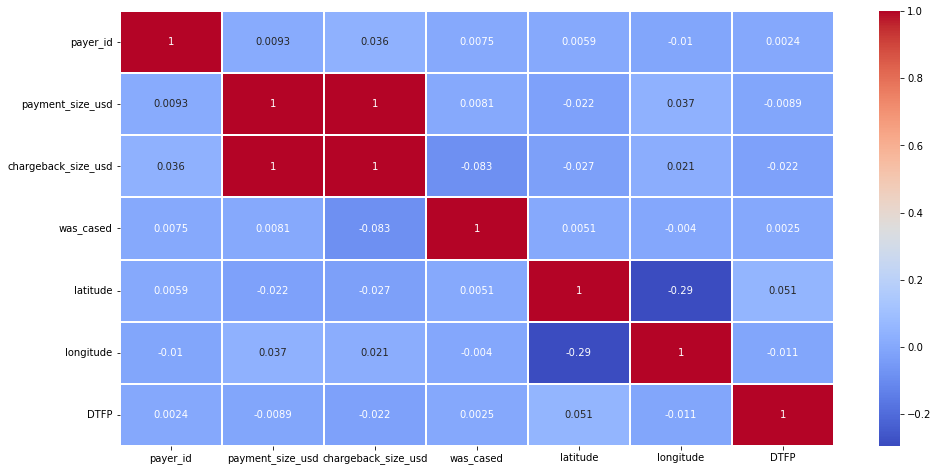 payer_id 1 0.0093 0.036 0.0075 0.0059 -0.01 0.0024
payment_size_usd 0.0093 1 1 0.0081 -0.022 0.037 -0.0089
chargeback_size_usd 0.036 1 1 -0.083 -0.027 0.021 -0.022
was_cased 0.0075 0.0081 -0.083 1 0.0051 -0.004 0.0025
latitude 0.0059 -0.022 -0.027 0.0051 1 -0.29 0.051
longitude -0.01 0.037 0.021 -0.004 -0.29 1 -0.011
DTFP 0.0024 -0.0089 -0.022 0.0025 0.051 -0.011 1
payer_id payment_size_usd chargeback_size_usd was_cased latitude longitude DTFP
1.0
0.8
0.6
0.4
0.2
0.0
−0.2